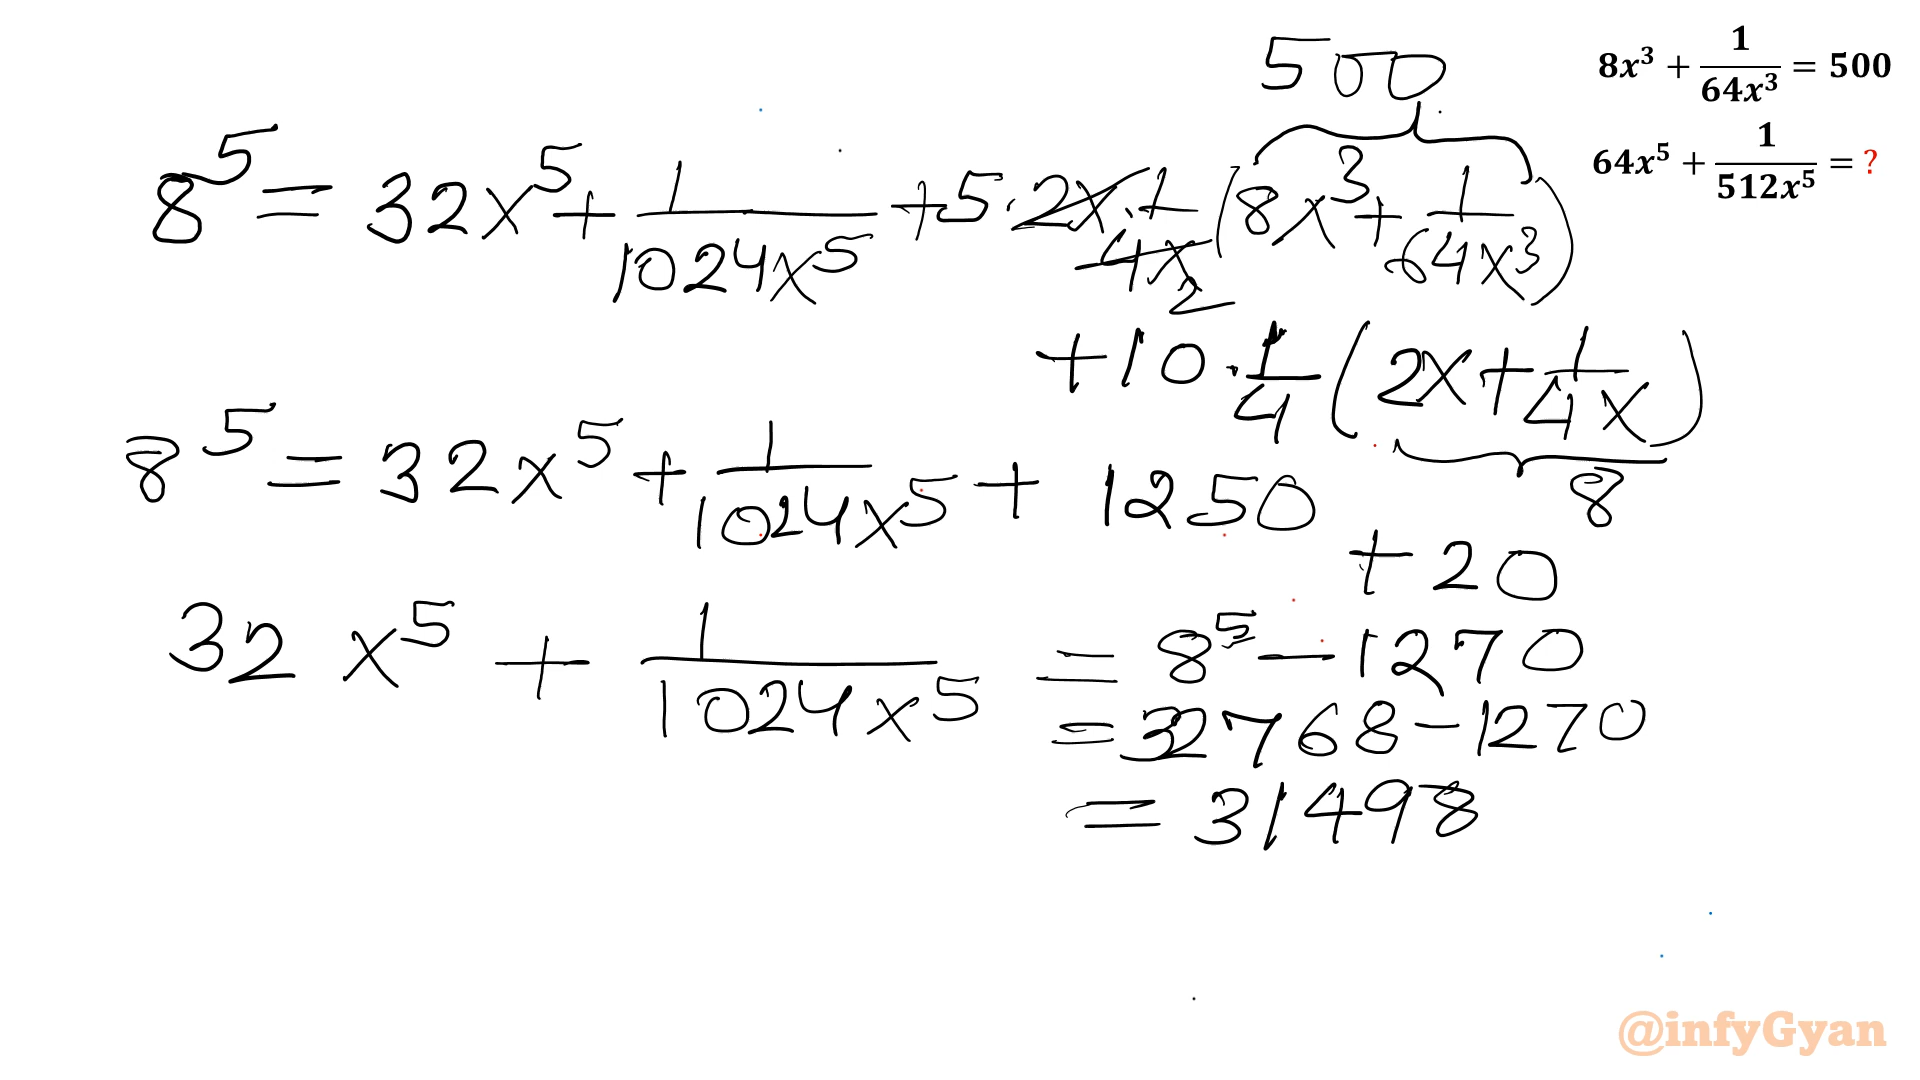 500
8x³ + 1/64x³ = 500
64x⁵ + 1/512x⁵ = ?
8⁵ = 32x⁵ + 1/1024x⁵ + 5 · 2x · 1/4x (8x³ + 1/64x³)
2
+ 10 · 1/4 (2x + 1/4x)
8
8⁵ = 32x⁵ + 1/1024x⁵ + 1250
+ 20
32x⁵ + 1/1024x⁵ = 8⁵ - 1270
= 32768 - 1270
= 31498
@infyGyan